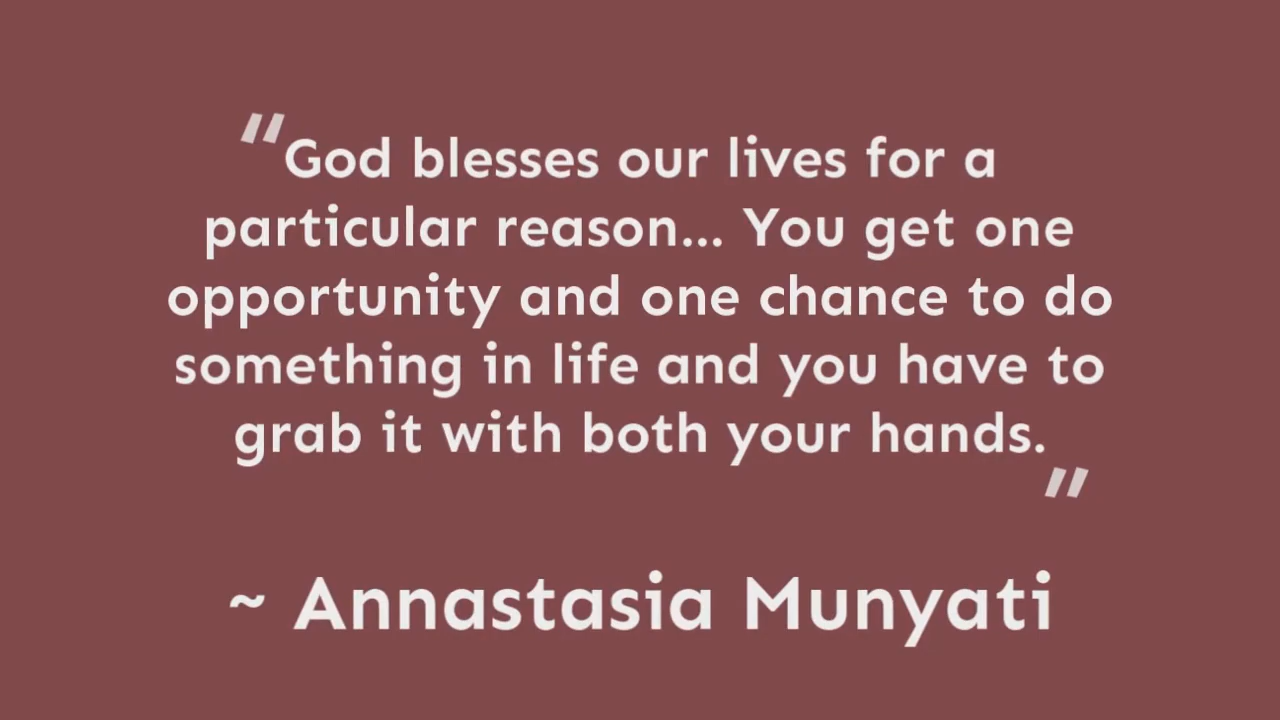 "God blesses our lives for a
particular reason... You get one
opportunity and one chance to do
something in life and you have to
grab it with both your hands.
"
~ Annastasia Munyati